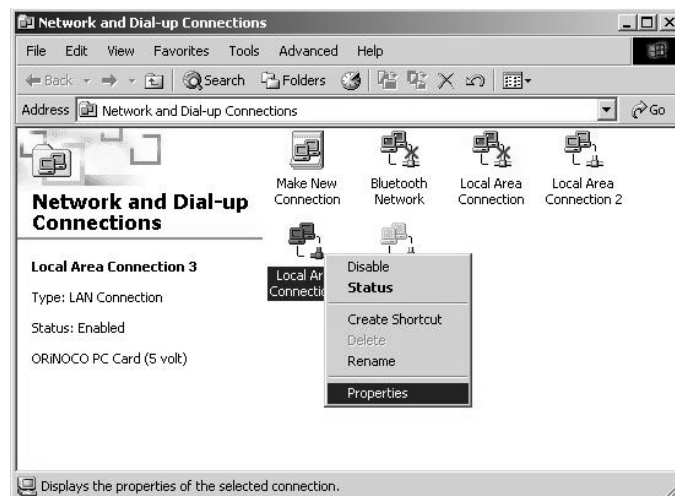 Network and Dial-up Connections
File Edit View Favorites Tools Advanced Help
Back Search Folders
Address Network and Dial-up Connections Go
Network and Dial-up
Connections
Local Area Connection 3
Type: LAN Connection
Status: Enabled
ORiNOCO PC Card (5 volt)
Make New
Connection
Bluetooth
Network
Local Area
Connection
Local Area
Connection 2
Local
Disable
Status
Create Shortcut
Delete
Rename
Properties
Displays the properties of the selected connection.